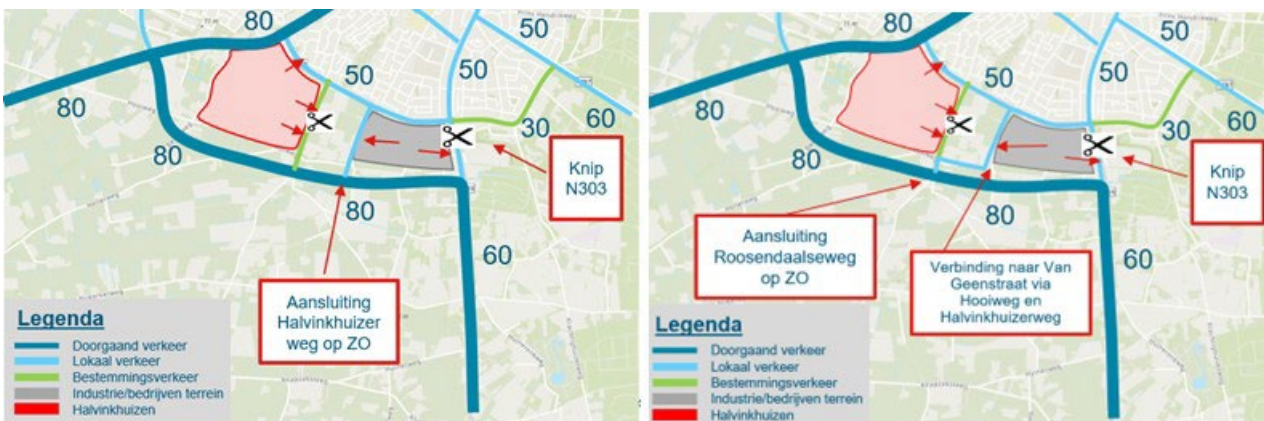 80
50
50
80
80
80
30
60
60
Knip
N303
Aansluiting
Halvinkhuizer
weg op ZO
Legenda
Doorgaand verkeer
Lokaal verkeer
Bestemmingsverkeer
Industrie/bedrijven terrein
Halvinkhuizen
80
50
50
80
80
80
30
60
60
Knip
N303
Aansluiting
Roosendaalseweg
op ZO
Verbinding naar Van
Geenstraat via
Hooiweg en
Halvinkhuizerweg
Legenda
Doorgaand verkeer
Lokaal verkeer
Bestemmingsverkeer
Industrie/bedrijven terrein
Halvinkhuizen